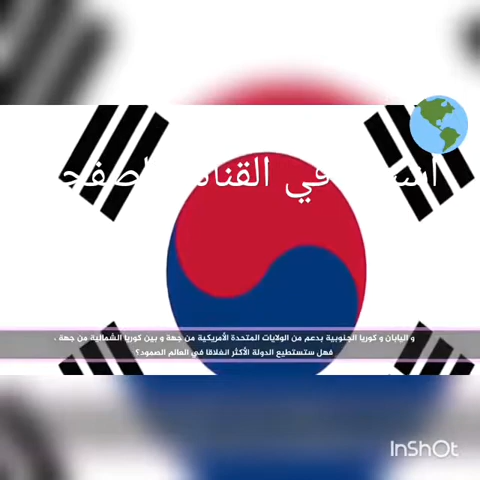 في القناة
و اليابان و كوريا الجنوبية بدعم من الولايات المتحدة الأمريكية من جهة و بين كوريا الشمالية من جهة ،
فهل ستستطيع الدولة الأكثر انغلاقا في العالم الصمود؟
InShOt